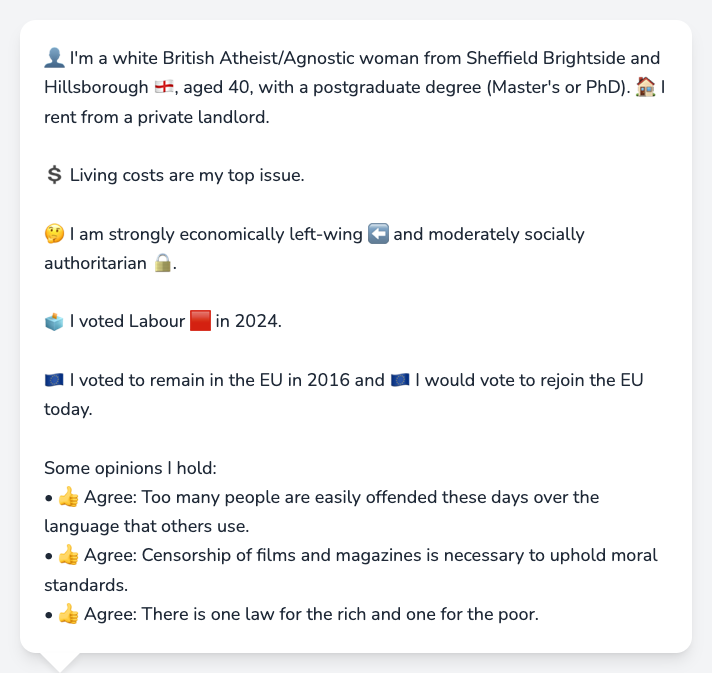 👤 I'm a white British Atheist/Agnostic woman from Sheffield Brightside and
Hillsborough 🏴󠁧󠁢󠁥󠁮󠁧󠁿, aged 40, with a postgraduate degree (Master's or PhD). 🏠 I
rent from a private landlord.
💲 Living costs are my top issue.
🤔 I am strongly economically left-wing ⬅️ and moderately socially
authoritarian 🔒.
🗳️ I voted Labour 🟥 in 2024.
🇪🇺 I voted to remain in the EU in 2016 and 🇪🇺 I would vote to rejoin the EU
today.
Some opinions I hold:
• 👍 Agree: Too many people are easily offended these days over the
language that others use.
• 👍 Agree: Censorship of films and magazines is necessary to uphold moral
standards.
• 👍 Agree: There is one law for the rich and one for the poor.